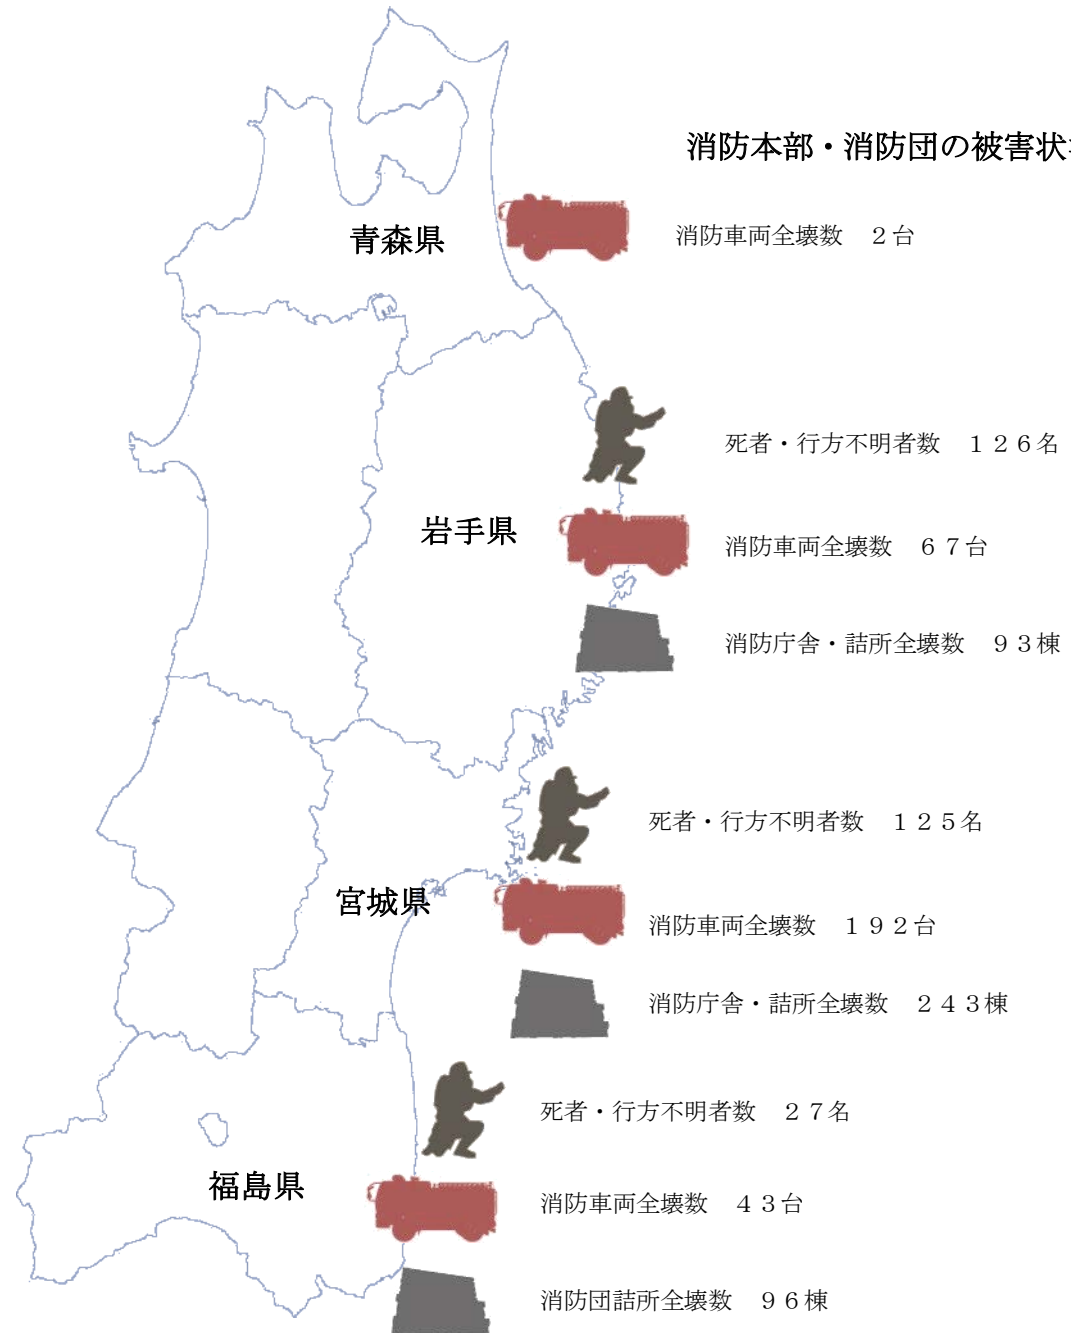 消防本部・消防団の被害状
青森県
消防車両全壊数　２台
死者・行方不明者数　１２６名
岩手県
消防車両全壊数　６７台
消防庁舎・詰所全壊数　９３棟
死者・行方不明者数　１２５名
宮城県
消防車両全壊数　１９２台
消防庁舎・詰所全壊数　２４３棟
死者・行方不明者数　２７名
福島県
消防車両全壊数　４３台
消防団詰所全壊数　９６棟